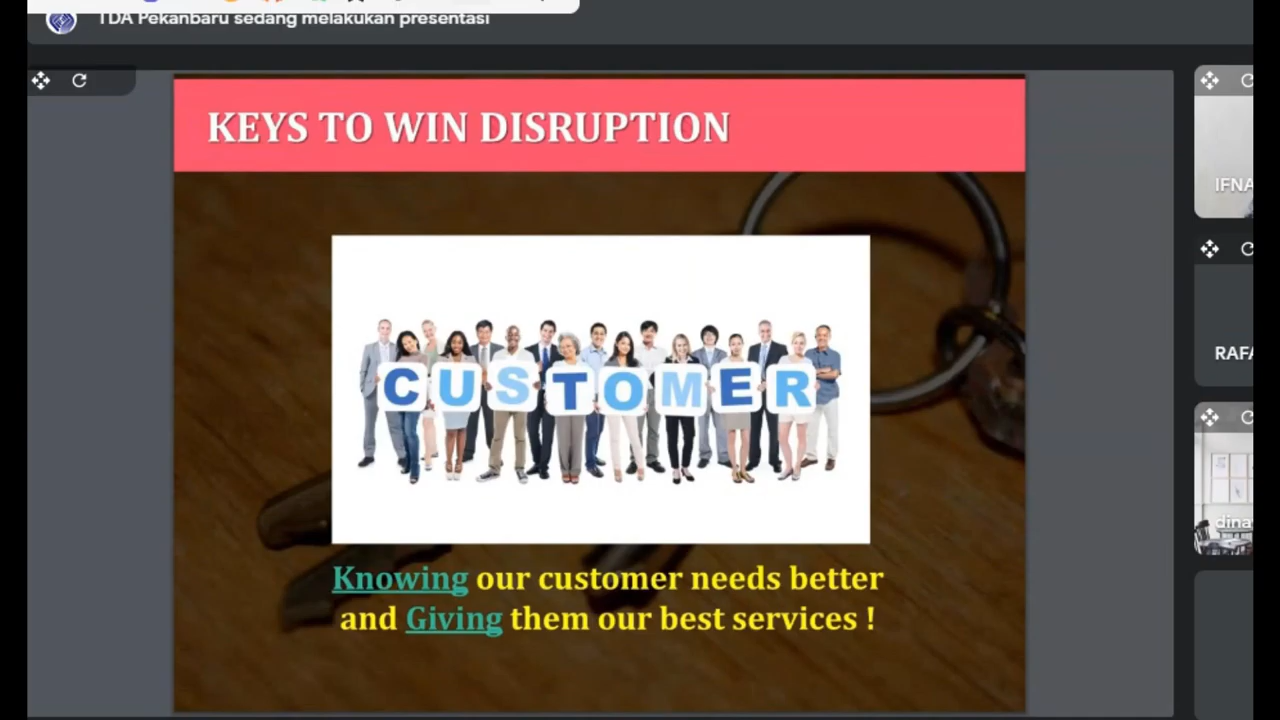 TDA Pekanbaru sedang melakukan presentasi
KEYS TO WIN DISRUPTION
CUSTOMER
Knowing our customer needs better
and Giving them our best services !
IFNA
RAFA
dina